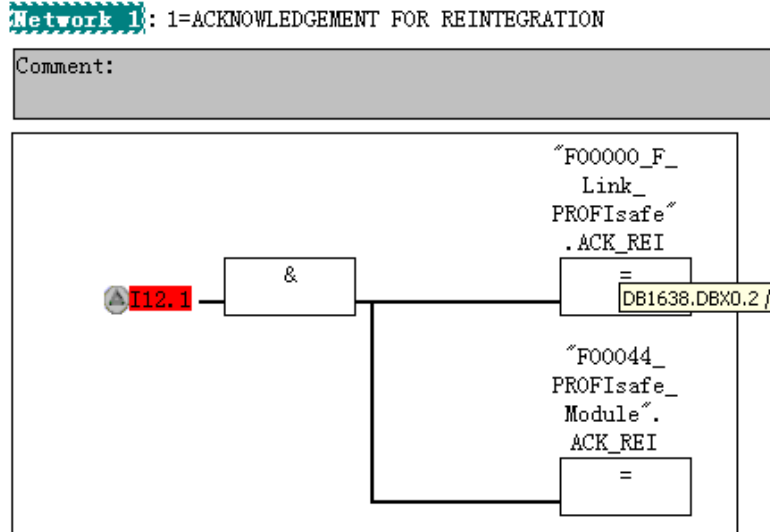 Network 1: 1=ACKNOWLEDGEMENT FOR REINTEGRATION
Comment:
"F00000_F_
Link_
PROFIsafe"
.ACK_REI
&
=
I12.1
DB1638.DBX0.2 /
"F00044_
PROFIsafe_
Module".
ACK_REI
=